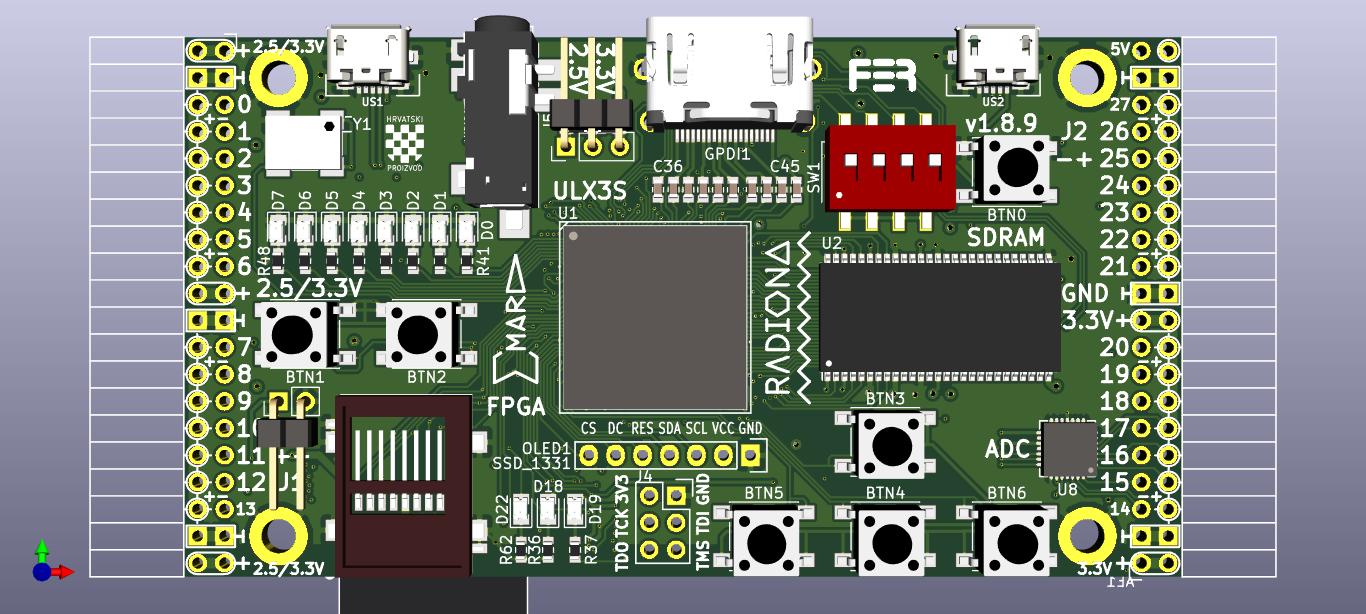 2.5/3.3V
+
0
1
2
3
4
5
6
+
7
8
9
10
11
12
13
+
2.5/3.3V
J1
US1
Y1
HRVATSKI
PROIZVOD
D7 D6 D5 D4 D3 D2 D1 D0
R48
R41
2.5/3.3V
BTN1
BTN2
2.5V
3.3V
ULX3S
U1
MAR
FPGA
GPDI1
C36
C45
FER
US2
v1.8.9
SW1
J2
-+
BTN0
SDRAM
U2
RADIONA
CS DC RES SDA SCL VCC GND
OLED1
SSD_1331
J4
TDO TCK 3V3
TMS TDI GND
D22
D18
D19
R62
R36
R37
BTN3
BTN5
BTN4
BTN6
ADC
U8
5V
27
26
25
24
23
22
21
GND
3.3V+
20
19
18
17
16
15
14
3.3V
+
AE1